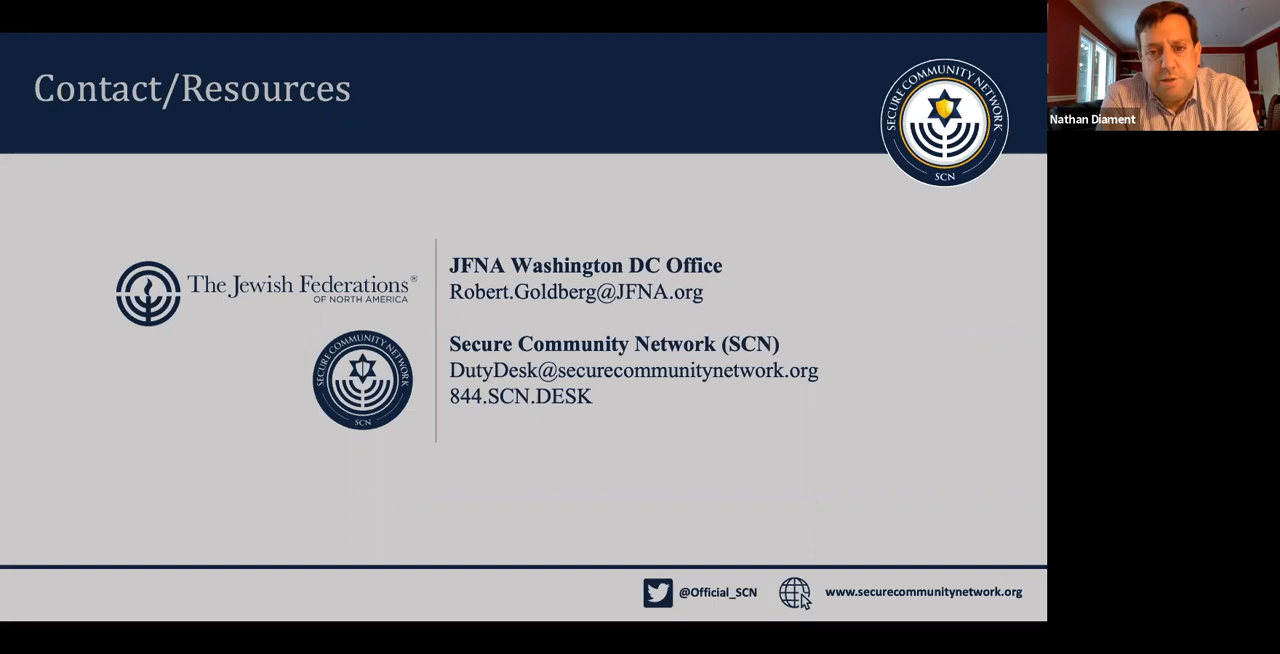 Contact/Resources
SECURE COMMUNITY NETWORK
SCN
Nathan Diament
The Jewish Federations®
OF NORTH AMERICA
JFNA Washington DC Office
Robert.Goldberg@JFNA.org
SECURE COMMUNITY NETWORK
SCN
Secure Community Network (SCN)
DutyDesk@securecommunitynetwork.org
844.SCN.DESK
@Official_SCN
www.securecommunitynetwork.org